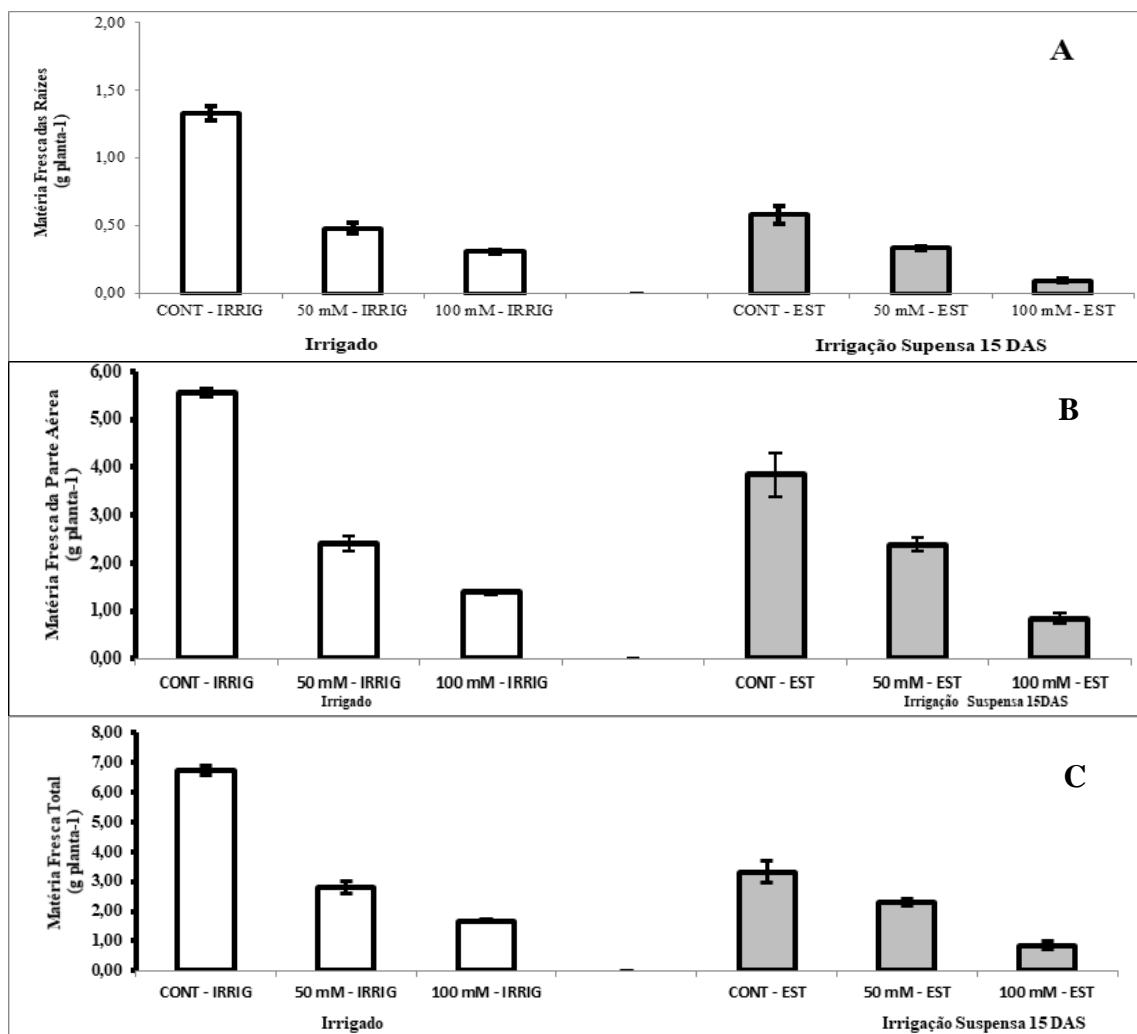 A
2,00
1,50
1,00
0,50
0,00
Matéria Fresca das Raízes
(g planta-1)
CONT - IRRIG 50 mM - IRRIG 100 mM - IRRIG CONT - EST 50 mM - EST 100 mM - EST
Irrigado Irrigação Supensa 15 DAS
B
6,00
5,00
4,00
3,00
2,00
1,00
0,00
Matéria Fresca da Parte Aérea
(g planta-1)
CONT - IRRIG 50 mM - IRRIG 100 mM - IRRIG CONT - EST 50 mM - EST 100 mM - EST
Irrigado Irrigação Suspensa 15DAS
C
8,00
7,00
6,00
5,00
4,00
3,00
2,00
1,00
0,00
Matéria Fresca Total
(g planta-1)
CONT - IRRIG 50 mM - IRRIG 100 mM - IRRIG CONT - EST 50 mM - EST 100 mM - EST
Irrigado Irrigação Suspensa 15 DAS